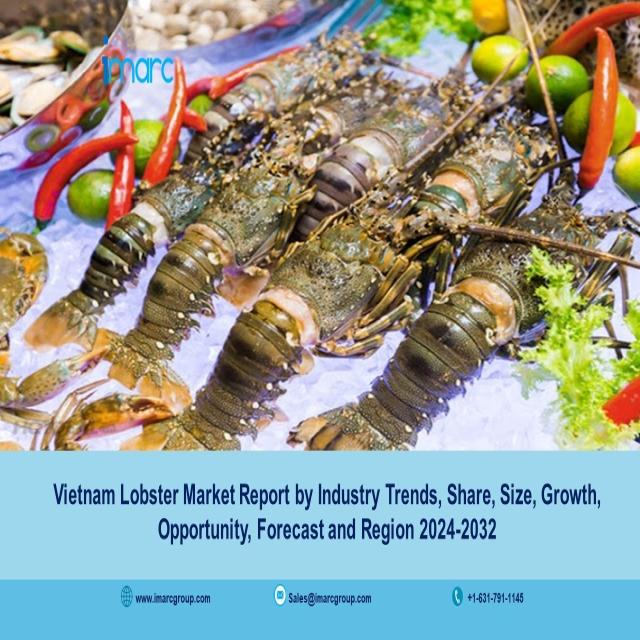 imarc
Vietnam Lobster Market Report by Industry Trends, Share, Size, Growth,
Opportunity, Forecast and Region 2024-2032
www.imarcgroup.com
Sales@imarcgroup.com
+1-631-791-1145